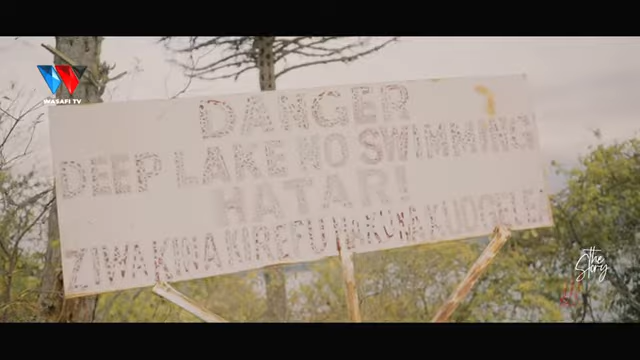 WASAFI TV
DANGER
DEEP LAKE NO SWIMMING!
HATARI
ZIWA KINA KIREFU HAKUNA KUOGELEA
the
Story